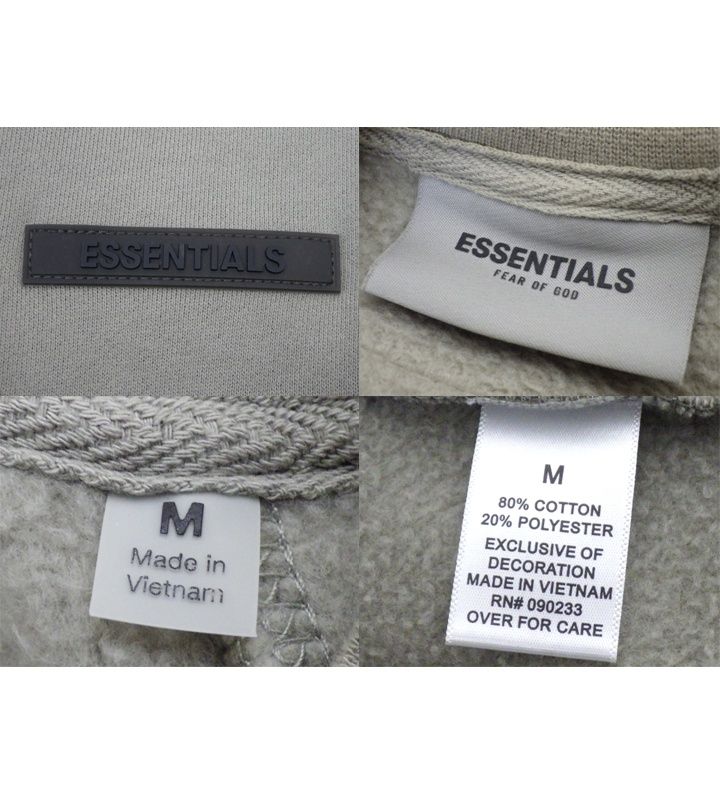 ESSENTIALS
ESSENTIALS
FEAR OF GOD
M
Made in
Vietnam
M
80% COTTON
20% POLYESTER
EXCLUSIVE OF
DECORATION
MADE IN VIETNAM
RN# 090233
OVER FOR CARE